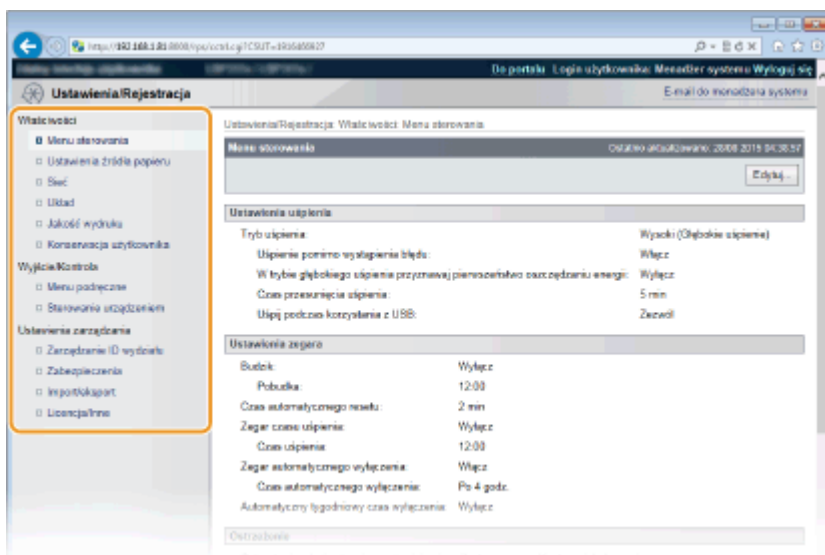 Do portalu Login użytkownika: Menedżer systemu Wyloguj się
Ustawienia/Rejestracja
E-mail do menedżera systemu
Właściwości
Menu sterowania
Ustawienia źródła papieru
Sieć
Układ
Jakość wydruku
Konserwacja użytkownika
Wyjście/Kontrola
Menu podręczne
Sterowanie urządzeniem
Ustawienia zarządzania
Zarządzanie ID wydziału
Zabezpieczenia
Import/eksport
Licencja/Inne
Ustawienia/Rejestracja: Właściwości: Menu sterowania
Menu sterowania
Ostatnio aktualizowano:
Edytuj...
Ustawienia uśpienia
Tryb uśpienia: Wysoki (Głębokie uśpienie)
Uśpienie pomimo wystąpienia błędu: Włącz
W trybie głębokiego uśpienia przyznawaj pierwszeństwo oszczędzaniu energii: Wyłącz
Czas przesunięcia uśpienia: 5 min
Uśpij podczas korzystania z USB: Zezwól
Ustawienia zegara
Budzik: Wyłącz
Pobudka: 12:00
Czas automatycznego resetu: 2 min
Zegar czasu uśpienia: Wyłącz
Czas uśpienia: 12:00
Zegar automatycznego wyłączenia: Włącz
Czas automatycznego wyłączenia: Po 4 godz.
Automatyczny tygodniowy czas wyłączenia: Wyłącz
Ostrzeżenie